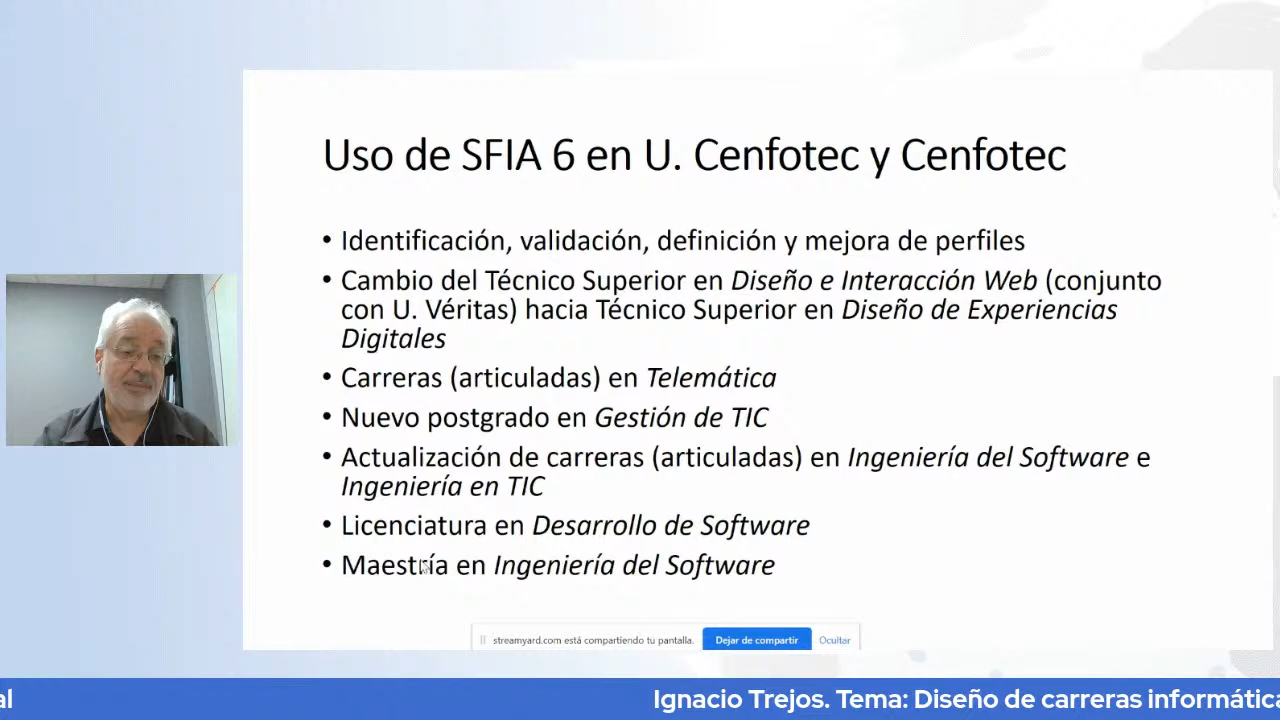 Uso de SFIA 6 en U. Cenfotec y Cenfotec
• Identificación, validación, definición y mejora de perfiles
• Cambio del Técnico Superior en Diseño e Interacción Web (conjunto
con U. Véritas) hacia Técnico Superior en Diseño de Experiencias
Digitales
• Carreras (articuladas) en Telemática
• Nuevo postgrado en Gestión de TIC
• Actualización de carreras (articuladas) en Ingeniería del Software e
Ingeniería en TIC
• Licenciatura en Desarrollo de Software
• Maestría en Ingeniería del Software
streamyard.com está compartiendo tu pantalla. Dejar de compartir Ocultar
al Ignacio Trejos. Tema: Diseño de carreras informática